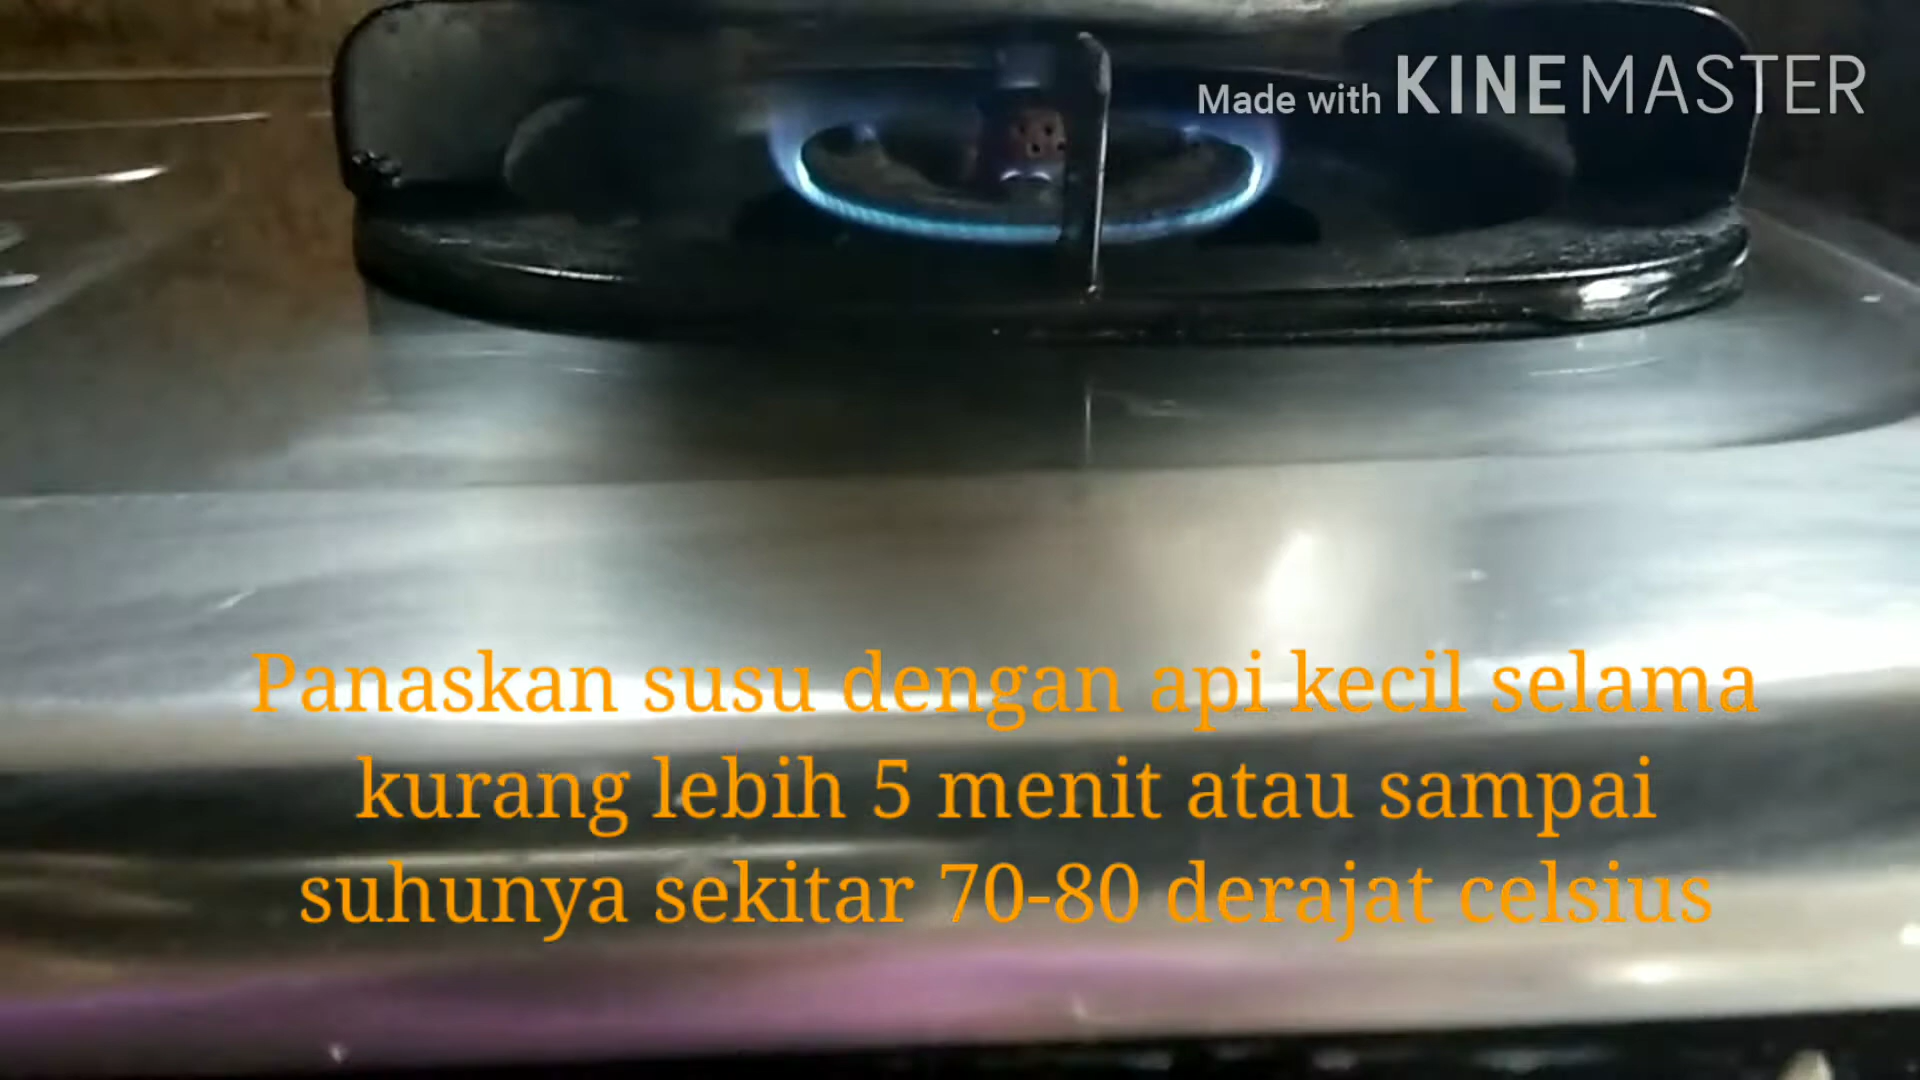 Made with KINEMASTER
Panaskan susu dengan api kecil selama
kurang lebih 5 menit atau sampai
suhunya sekitar 70-80 derajat celsius